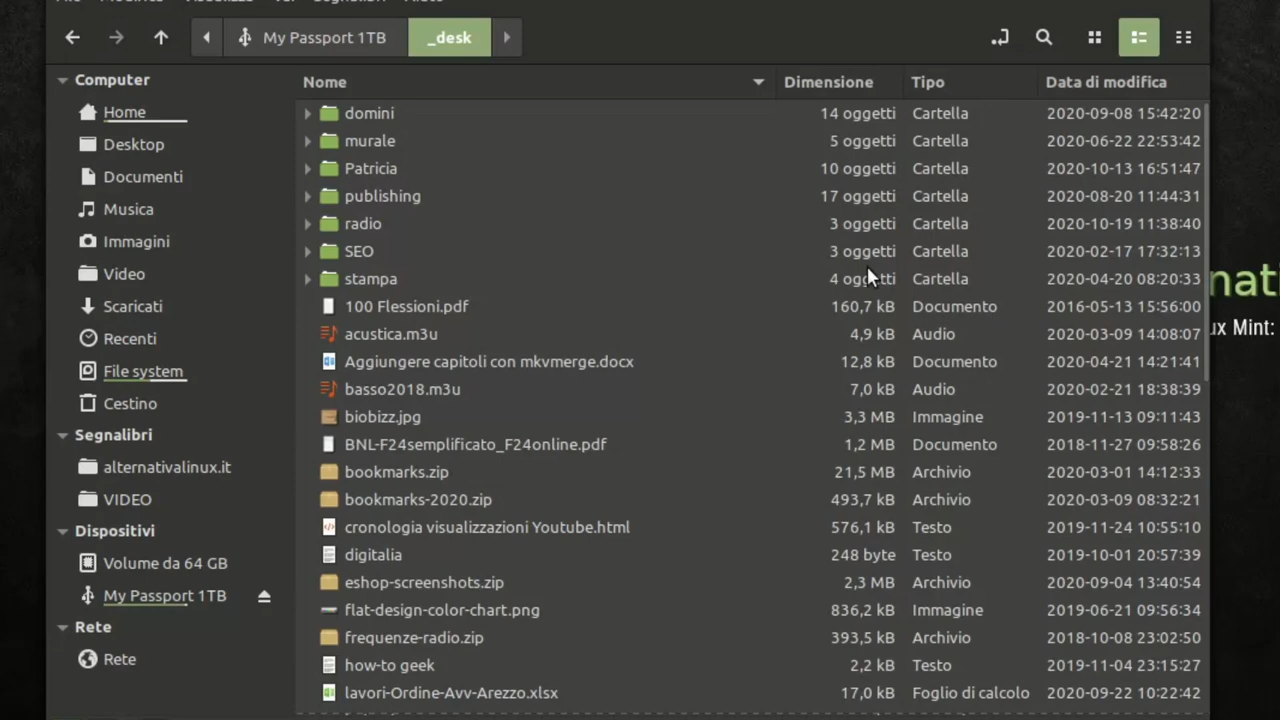 My Passport 1TB _desk
Computer
Home
Desktop
Documenti
Musica
Immagini
Video
Scaricati
Recenti
File system
Cestino
Segnalibri
alternativalinux.it
VIDEO
Dispositivi
Volume da 64 GB
My Passport 1TB
Rete
Rete
Nome Dimensione Tipo Data di modifica
domini 14 oggetti Cartella 2020-09-08 15:42:20
murale 5 oggetti Cartella 2020-06-22 22:53:42
Patricia 10 oggetti Cartella 2020-10-13 16:51:47
publishing 17 oggetti Cartella 2020-08-20 11:44:31
radio 3 oggetti Cartella 2020-10-19 11:38:40
SEO 3 oggetti Cartella 2020-02-17 17:32:13
stampa 4 oggetti Cartella 2020-04-20 08:20:33
100 Flessioni.pdf 160,7 kB Documento 2016-05-13 15:56:00
acustica.m3u 4,9 kB Audio 2020-03-09 14:08:07
Aggiungere capitoli con mkvmerge.docx 12,8 kB Documento 2020-04-21 14:21:41
basso2018.m3u 7,0 kB Audio 2020-02-21 18:38:39
biobizz.jpg 3,3 MB Immagine 2019-11-13 09:11:43
BNL-F24semplificato_F24online.pdf 1,2 MB Documento 2018-11-27 09:58:26
bookmarks.zip 21,5 MB Archivio 2020-03-01 14:12:33
bookmarks-2020.zip 493,7 kB Archivio 2020-03-09 08:32:21
cronologia visualizzazioni Youtube.html 576,1 kB Testo 2019-11-24 10:55:10
digitalia 248 byte Testo 2019-10-01 20:57:39
eshop-screenshots.zip 2,3 MB Archivio 2020-09-04 13:40:54
flat-design-color-chart.png 836,2 kB Immagine 2019-06-21 09:56:34
frequenze-radio.zip 393,5 kB Archivio 2018-10-08 23:02:50
how-to geek 2,2 kB Testo 2019-11-04 23:15:27
lavori-Ordine-Avv-Arezzo.xlsx 17,0 kB Foglio di calcolo 2020-09-22 10:22:42
nati
ux Mint: